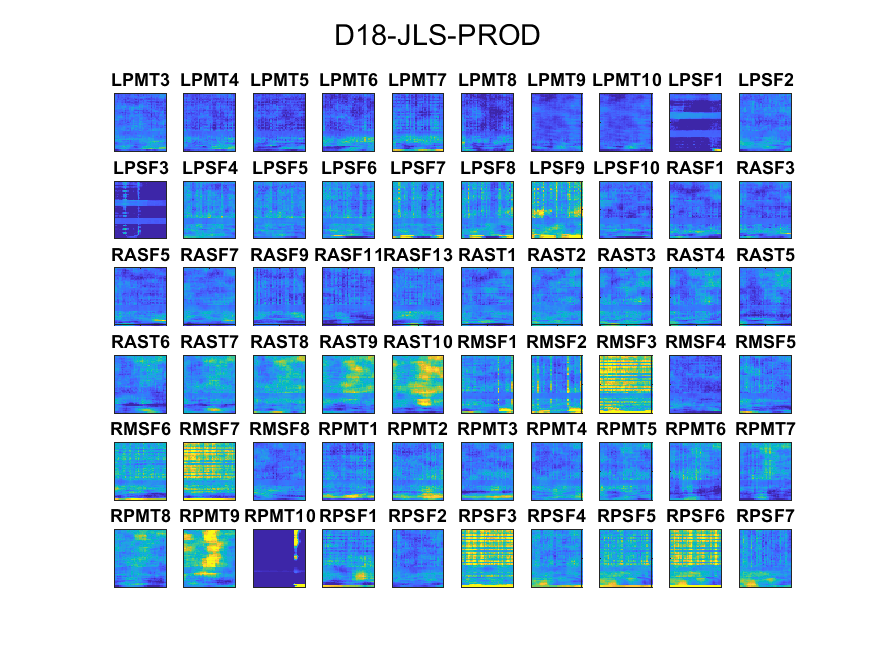 D18-JLS-PROD
LPMT3 LPMT4 LPMT5 LPMT6 LPMT7 LPMT8 LPMT9 LPMT10 LPSF1 LPSF2
LPSF3 LPSF4 LPSF5 LPSF6 LPSF7 LPSF8 LPSF9 LPSF10 RASF1 RASF3
RASF5 RASF7 RASF9 RASF11 RASF13 RAST1 RAST2 RAST3 RAST4 RAST5
RAST6 RAST7 RAST8 RAST9 RAST10 RMSF1 RMSF2 RMSF3 RMSF4 RMSF5
RMSF6 RMSF7 RMSF8 RPMT1 RPMT2 RPMT3 RPMT4 RPMT5 RPMT6 RPMT7
RPMT8 RPMT9 RPMT10 RPSF1 RPSF2 RPSF3 RPSF4 RPSF5 RPSF6 RPSF7